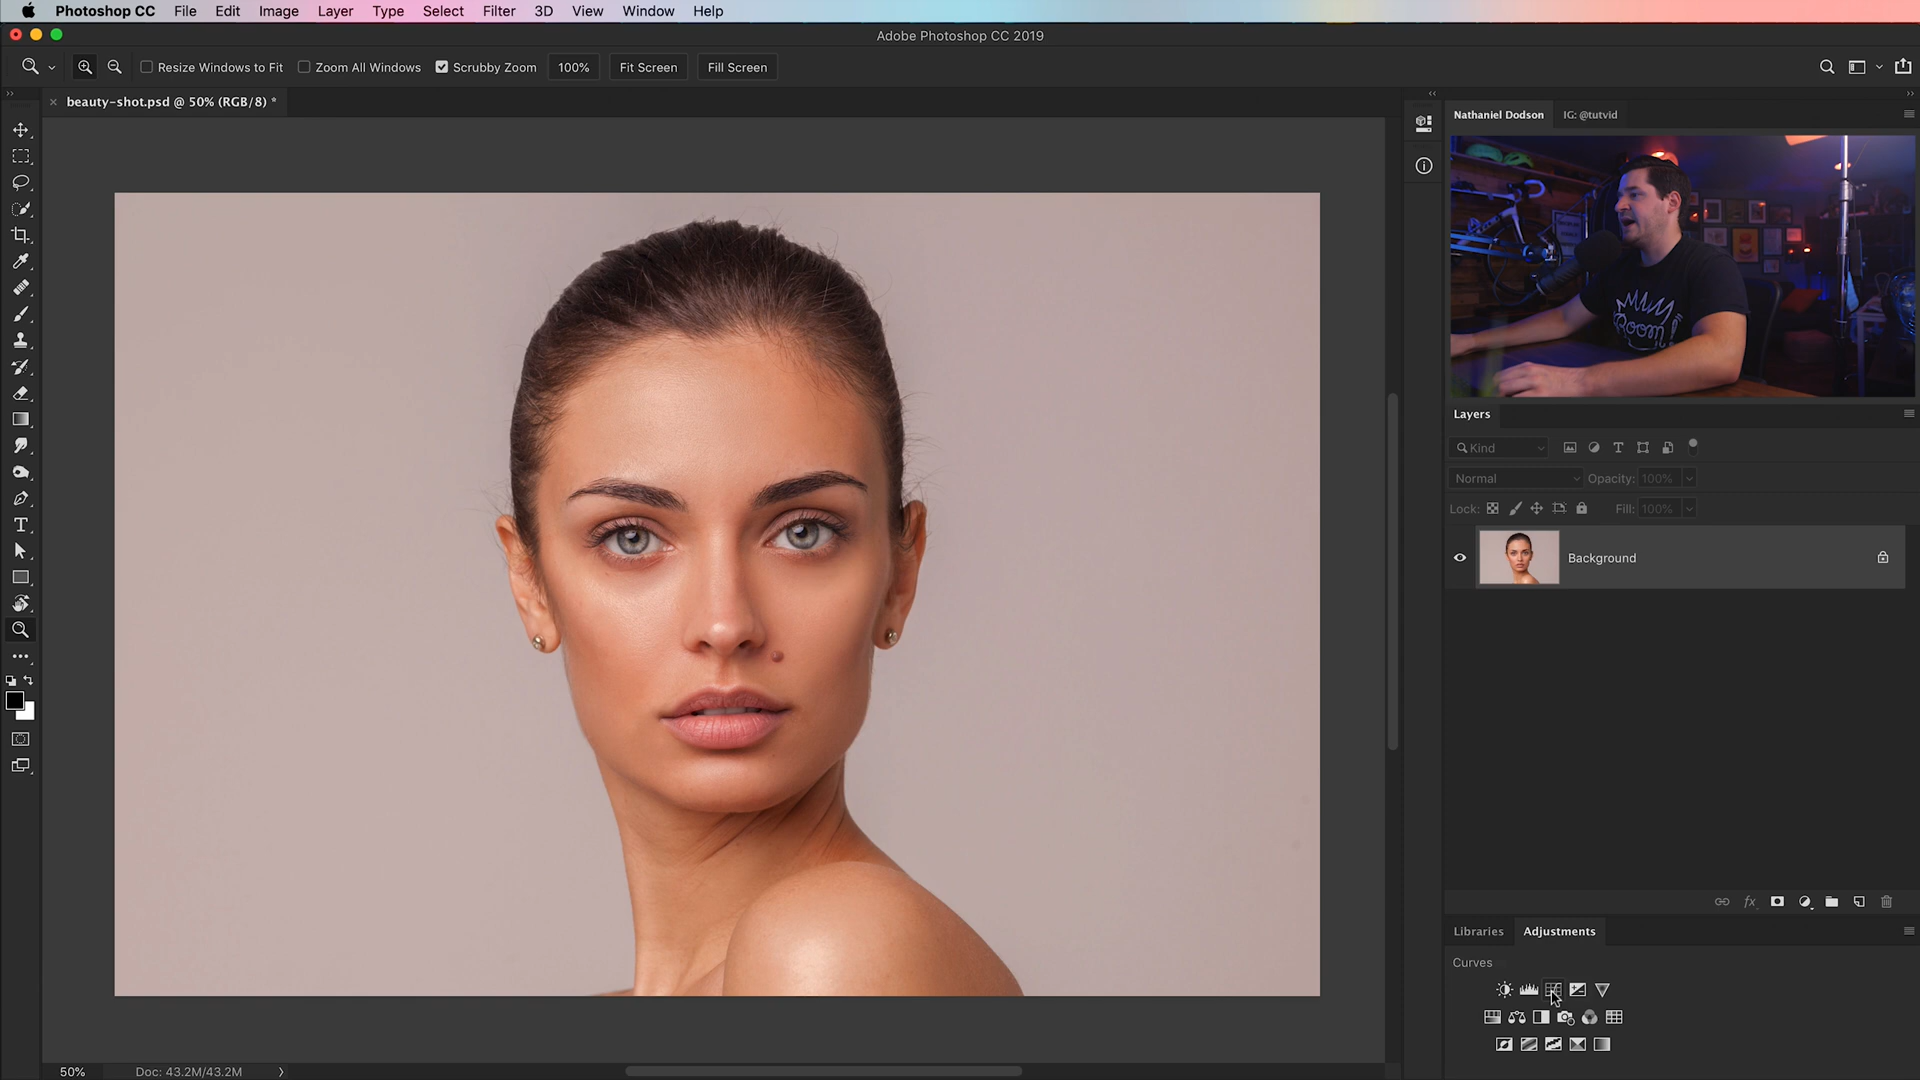 Photoshop CC File Edit Image Layer Type Select Filter 3D View Window Help
Adobe Photoshop CC 2019
Resize Windows to Fit Zoom All Windows Scrubby Zoom 100% Fit Screen Fill Screen
beauty-shot.psd @ 50% (RGB/8) *
Nathaniel Dodson IG: @tutvid
Room!
Layers
Kind
Normal Opacity: 100%
Lock: Fill: 100%
Background
fx
Libraries Adjustments
Curves
50% Doc: 43.2M/43.2M